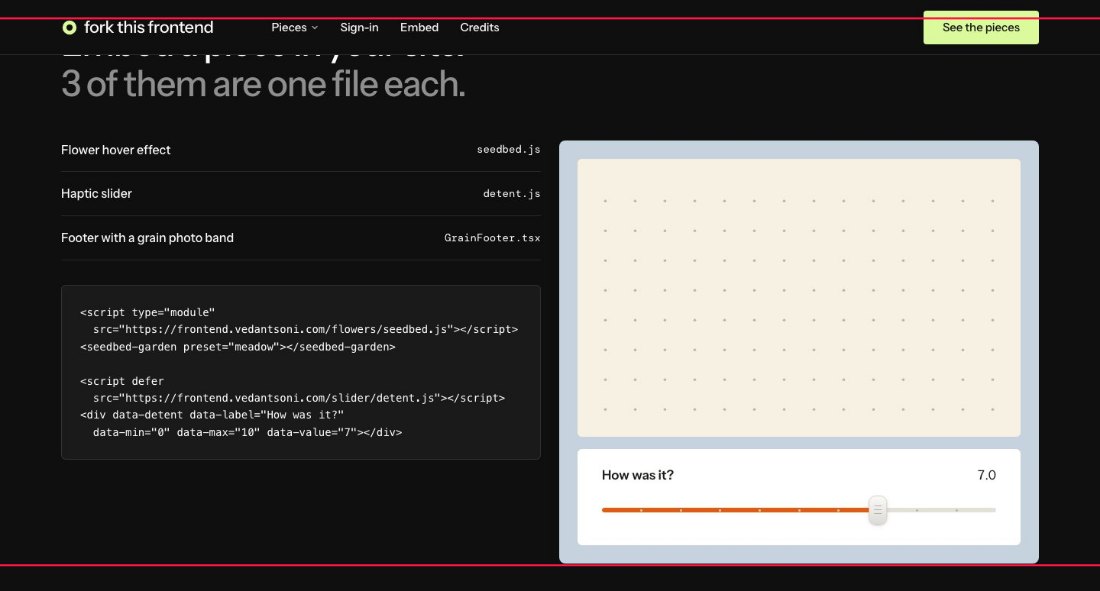 fork this frontend
Pieces
Sign-in
Embed
Credits
See the pieces
3 of them are one file each.
Flower hover effect
seedbed.js
Haptic slider
detent.js
Footer with a grain photo band
GrainFooter.tsx
<script type="module"
src="https://frontend.vedantsoni.com/flowers/seedbed.js"></script>
<seedbed-garden preset="meadow"></seedbed-garden>
<script defer
src="https://frontend.vedantsoni.com/slider/detent.js"></script>
<div data-detent data-label="How was it?"
data-min="0" data-max="10" data-value="7"></div>
How was it?
7.0